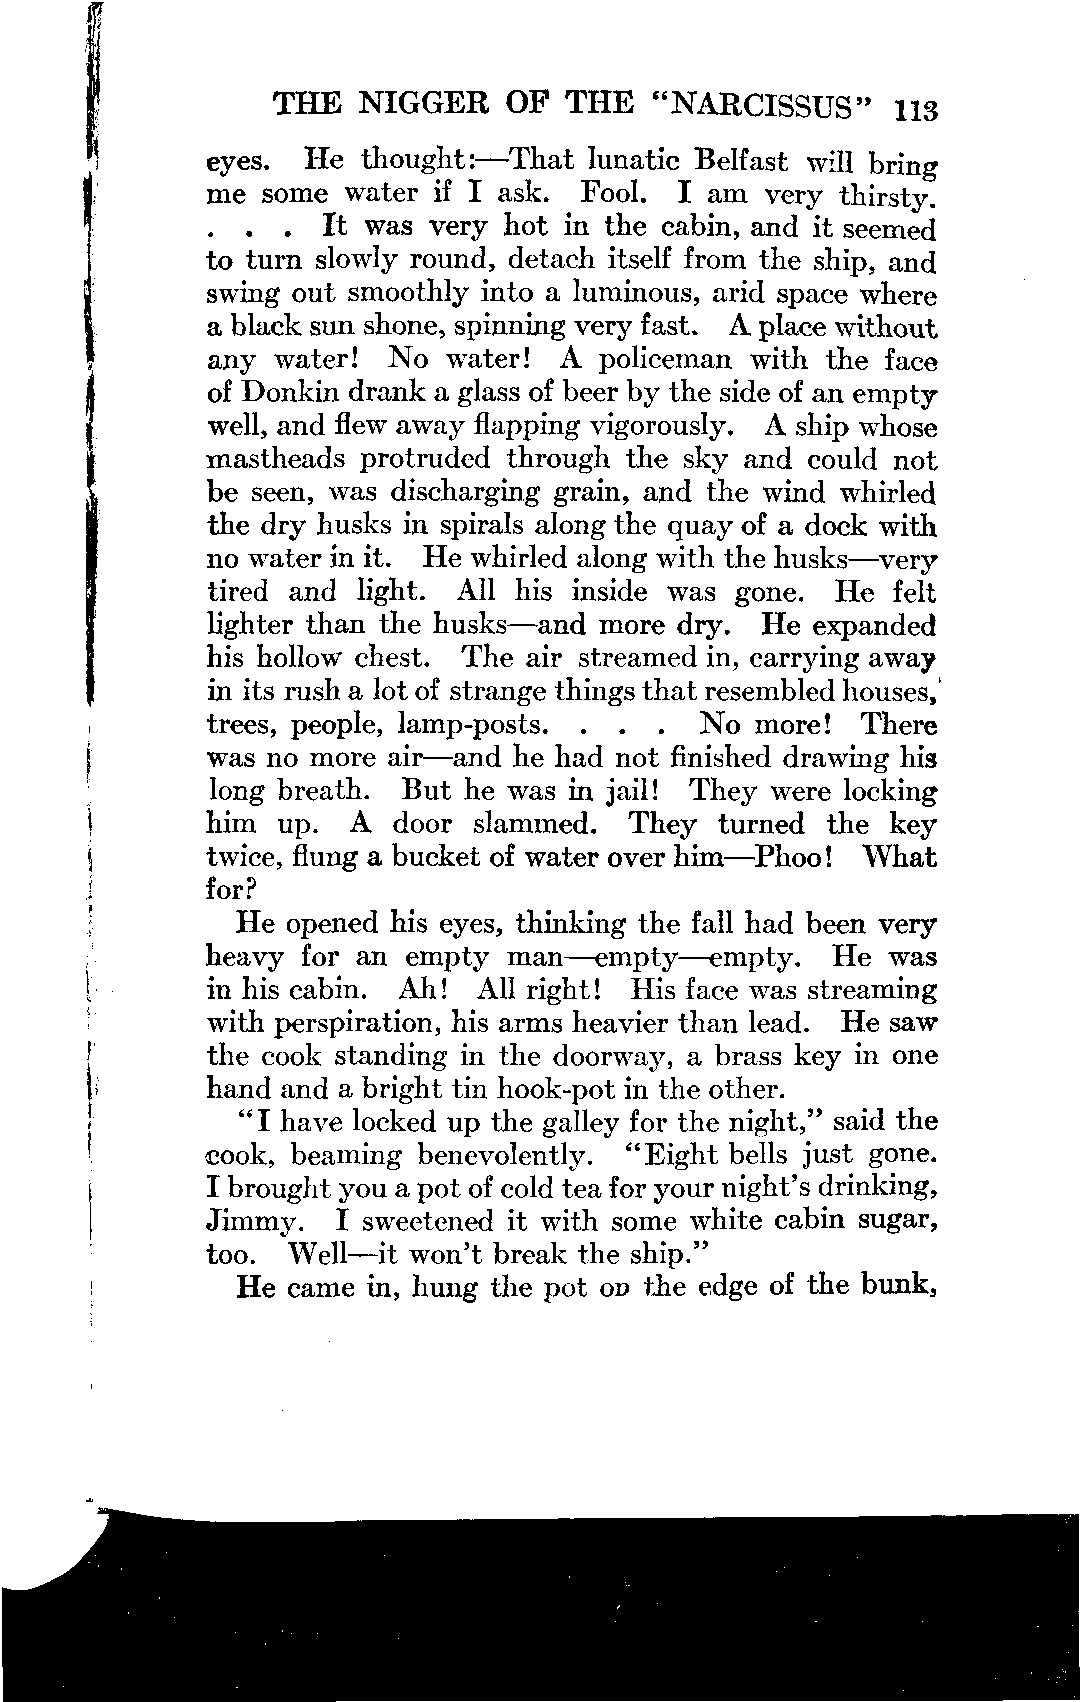 THE NIGGER OF THE “NARCISSUS” 113
eyes. He thought:—That lunatic Belfast will bring
me some water if I ask. Fool. I am very thirsty.
. . . It was very hot in the cabin, and it seemed
to turn slowly round, detach itself from the ship, and
swing out smoothly into a luminous, arid space where
a black sun shone, spinning very fast. A place without
any water! No water! A policeman with the face
of Donkin drank a glass of beer by the side of an empty
well, and flew away flapping vigorously. A ship whose
mastheads protruded through the sky and could not
be seen, was discharging grain, and the wind whirled
the dry husks in spirals along the quay of a dock with
no water in it. He whirled along with the husks—very
tired and light. All his inside was gone. He felt
lighter than the husks—and more dry. He expanded
his hollow chest. The air streamed in, carrying away
in its rush a lot of strange things that resembled houses,
trees, people, lamp-posts. . . . No more! There
was no more air—and he had not finished drawing his
long breath. But he was in jail! They were locking
him up. A door slammed. They turned the key
twice, flung a bucket of water over him—Phoo! What
for?
He opened his eyes, thinking the fall had been very
heavy for an empty man—empty—empty. He was
in his cabin. Ah! All right! His face was streaming
with perspiration, his arms heavier than lead. He saw
the cook standing in the doorway, a brass key in one
hand and a bright tin hook-pot in the other.
“I have locked up the galley for the night,” said the
cook, beaming benevolently. “Eight bells just gone.
I brought you a pot of cold tea for your night’s drinking,
Jimmy. I sweetened it with some white cabin sugar,
too. Well—it won’t break the ship.”
He came in, hung the pot on the edge of the bunk,